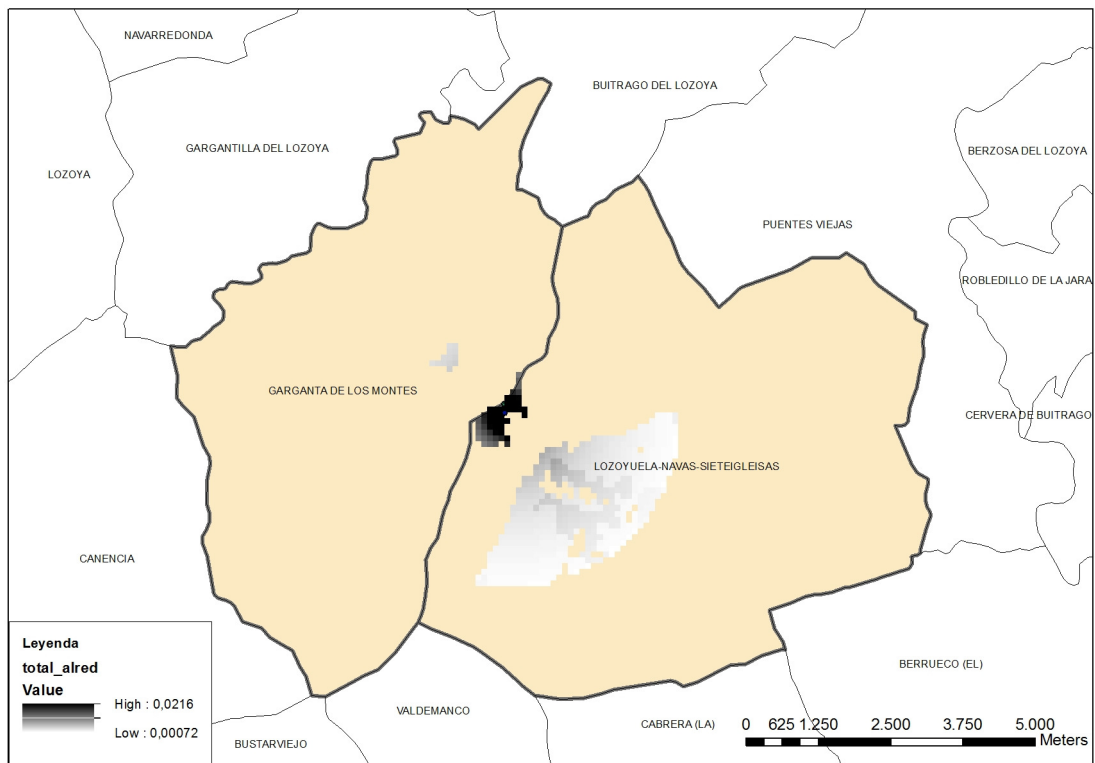 NAVARREDONDA
BUITRAGO DEL LOZOYA
GARGANTILLA DEL LOZOYA
BERZOSA DEL LOZOYA
LOZOYA
PUENTES VIEJAS
ROBLEDILLO DE LA JARA
GARGANTA DE LOS MONTES
CERVERA DE BUITRAGO
LOZOYUELA-NAVAS-SIETEIGLEISAS
CANENCIA
BERRUECO (EL)
VALDEMANCO
CABRERA (LA)
BUSTARVIEJO
Leyenda
total_alred
Value
High : 0,0216
Low : 0,00072
0 625 1.250 2.500 3.750 5.000
Meters